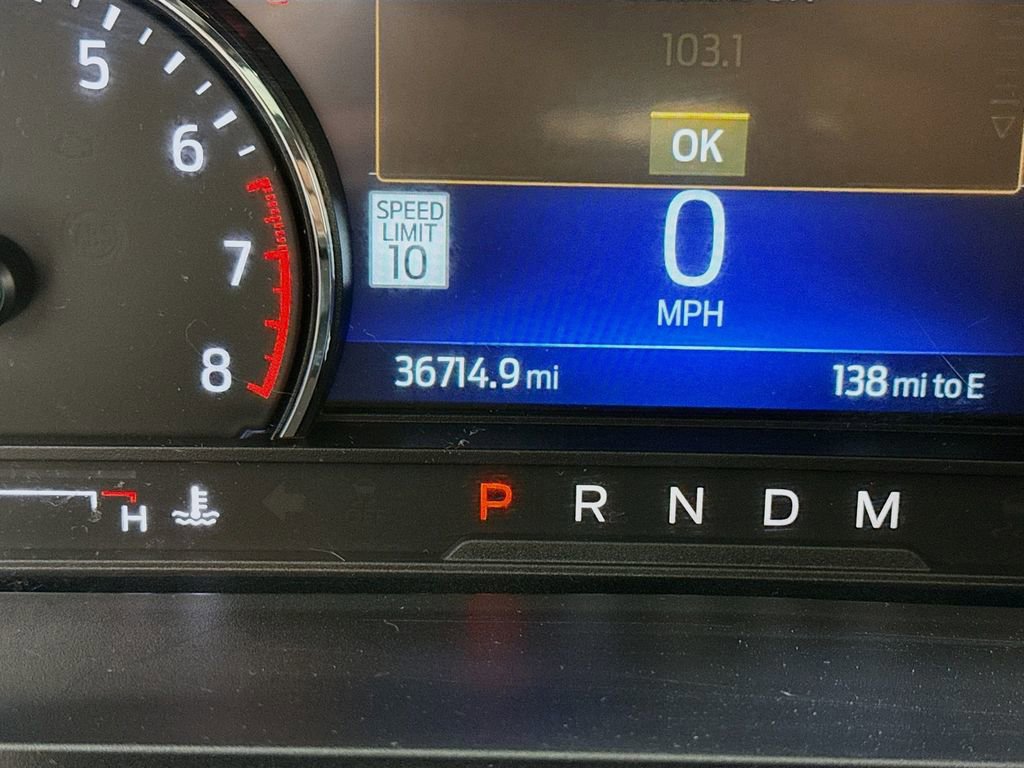 5
6
7
8
103.1
OK
SPEED
LIMIT
10
0
MPH
36714.9 mi
138 mi to E
H
P R N D M